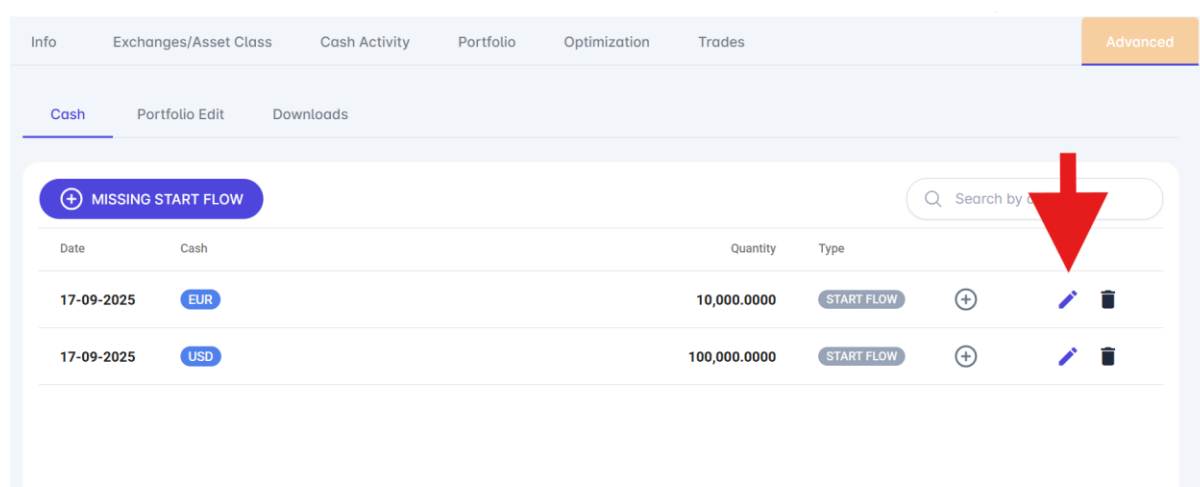 Info Exchanges/Asset Class Cash Activity Portfolio Optimization Trades Advanced
Cash Portfolio Edit Downloads
MISSING START FLOW Search by
Date Cash Quantity Type
17-09-2025 EUR 10,000.0000 START FLOW
17-09-2025 USD 100,000.0000 START FLOW